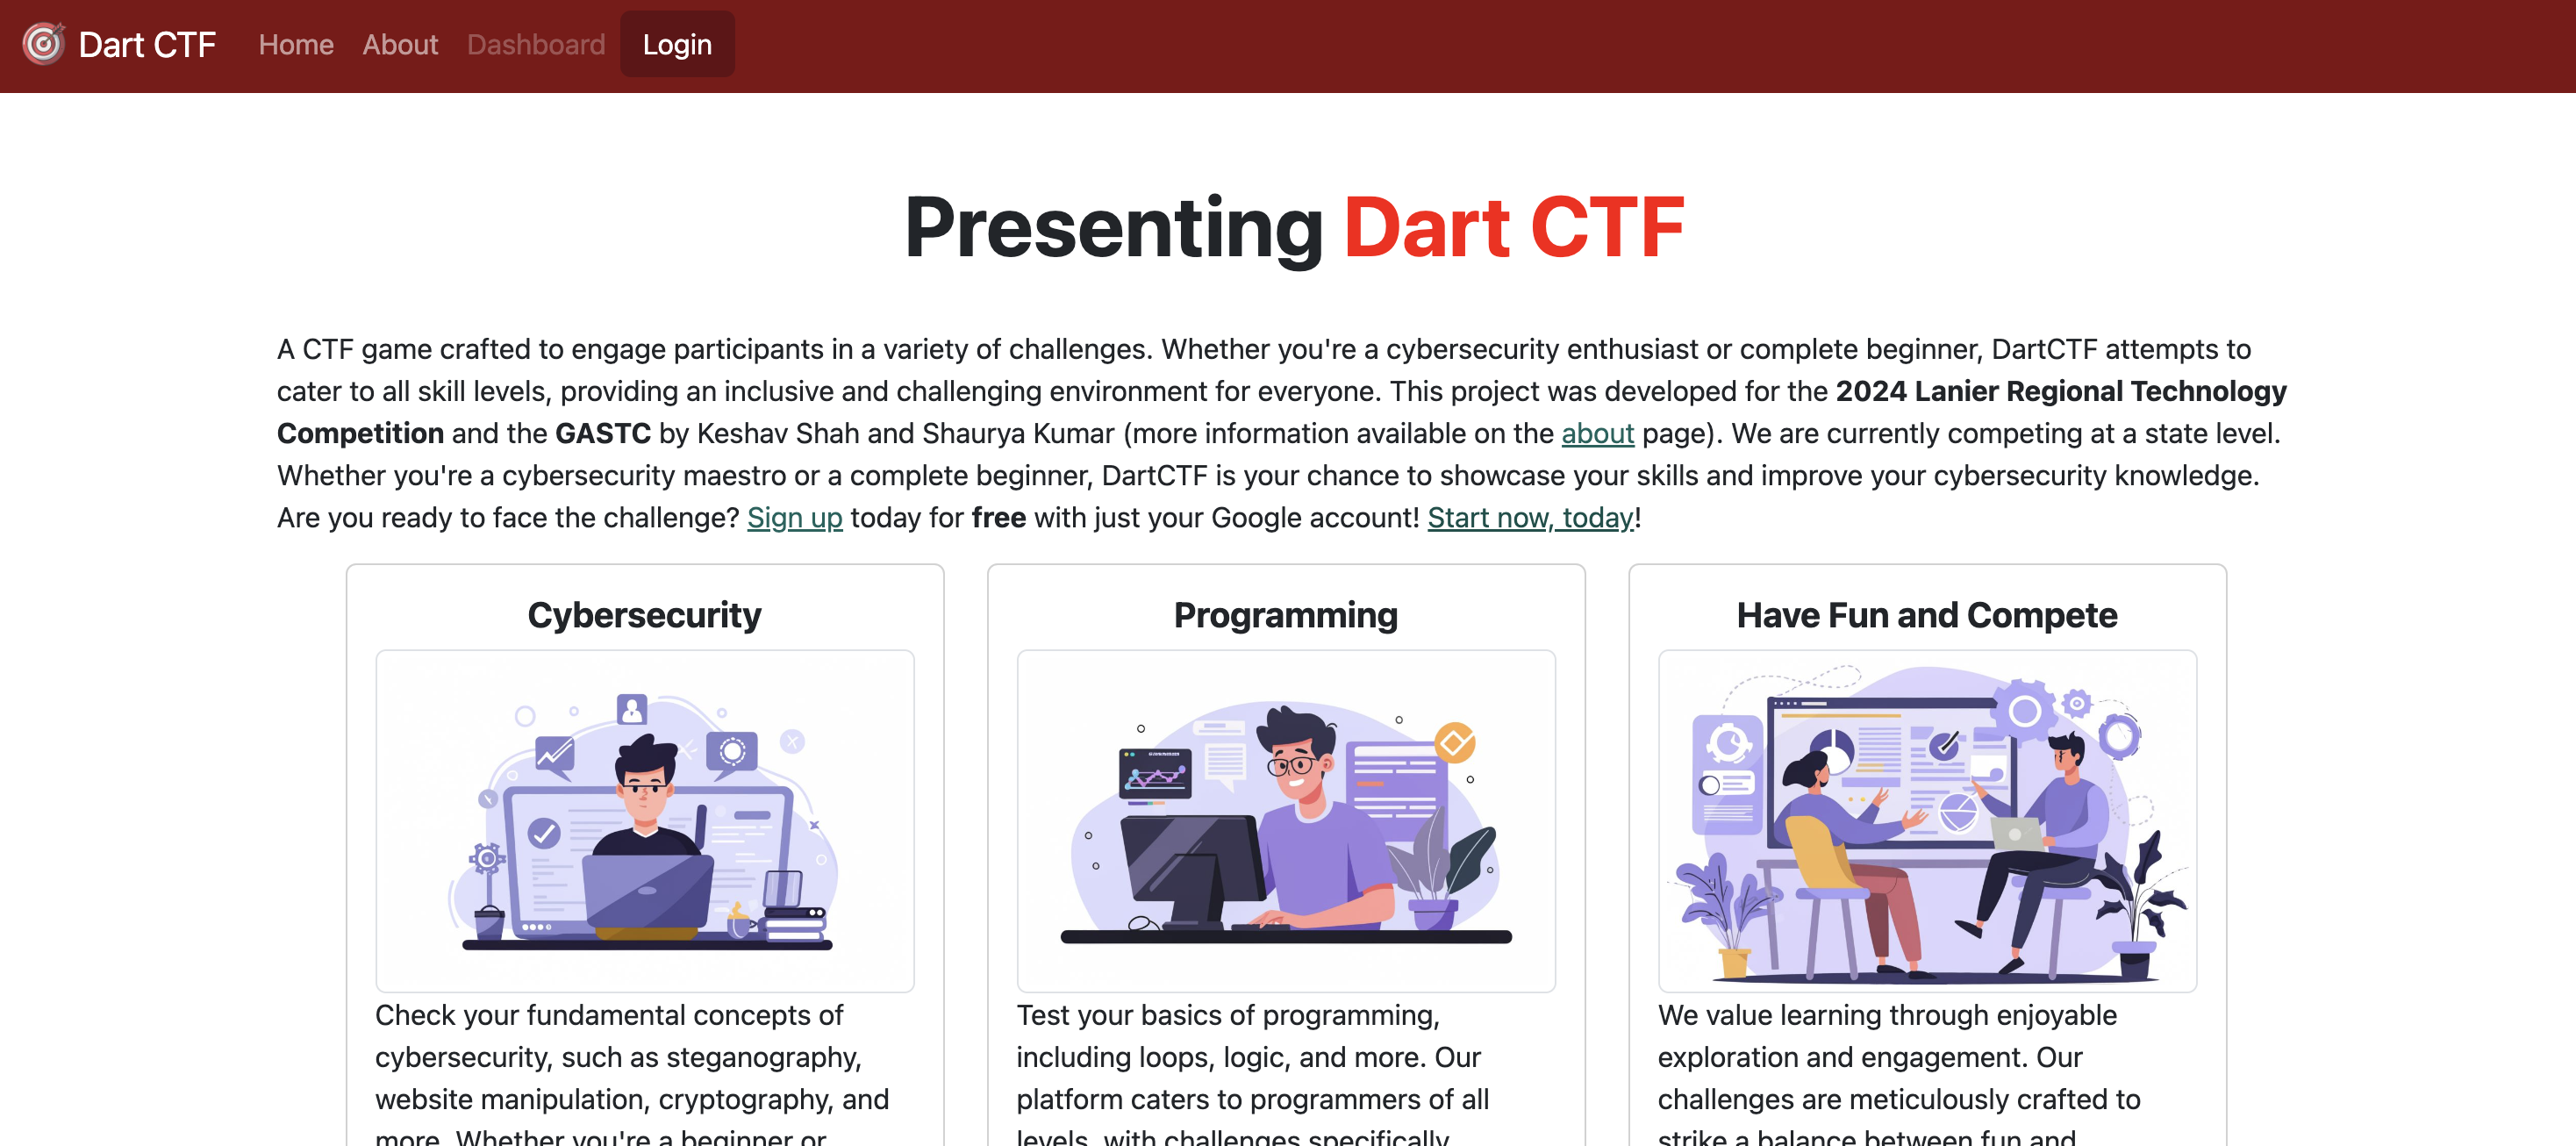 Dart CTF Home About Dashboard Login
Presenting Dart CTF
A CTF game crafted to engage participants in a variety of challenges. Whether you're a cybersecurity enthusiast or complete beginner, DartCTF attempts to
cater to all skill levels, providing an inclusive and challenging environment for everyone. This project was developed for the 2024 Lanier Regional Technology
Competition and the GASTC by Keshav Shah and Shaurya Kumar (more information available on the about page). We are currently competing at a state level.
Whether you're a cybersecurity maestro or a complete beginner, DartCTF is your chance to showcase your skills and improve your cybersecurity knowledge.
Are you ready to face the challenge? Sign up today for free with just your Google account! Start now, today!
Cybersecurity
Check your fundamental concepts of
cybersecurity, such as steganography,
website manipulation, cryptography, and
more. Whether you're a beginner or
Programming
Test your basics of programming,
including loops, logic, and more. Our
platform caters to programmers of all
levels, with challenges specifically
Have Fun and Compete
We value learning through enjoyable
exploration and engagement. Our
challenges are meticulously crafted to
strike a balance between fun and